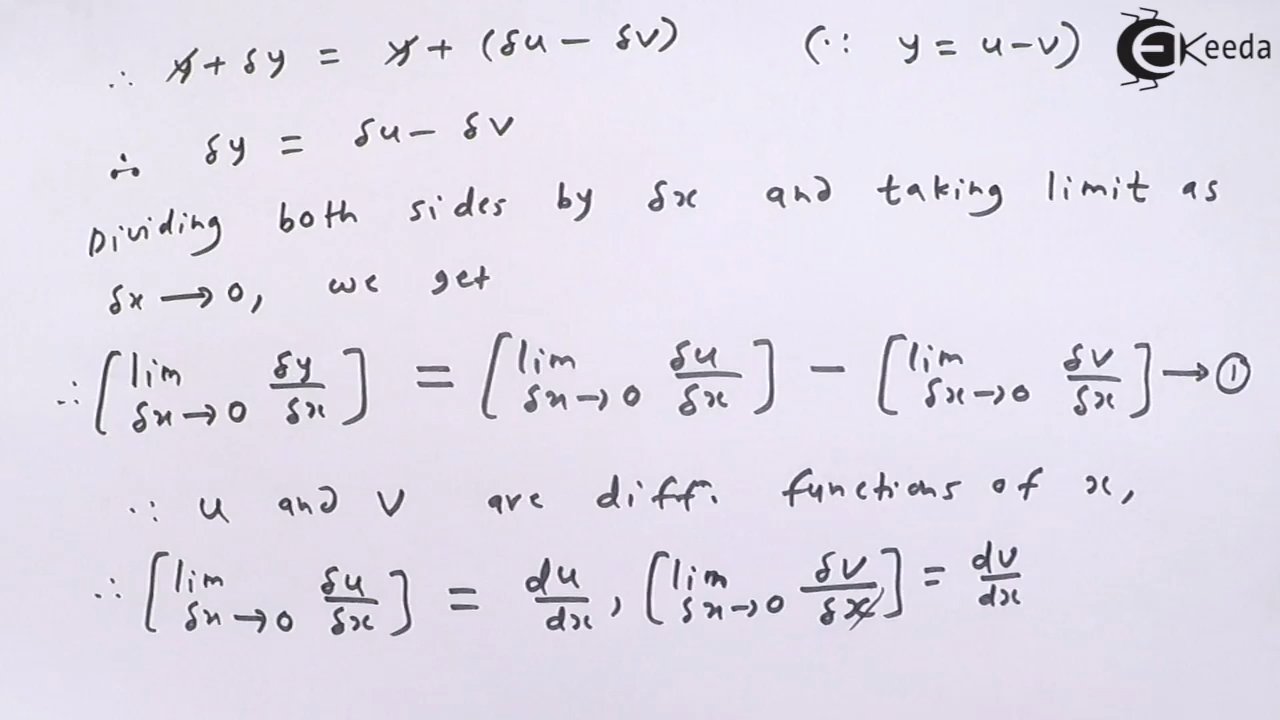 ∴ y + δy = y + (δu − δv) (∵ y = u − v)
Keeda
∴ δy = δu − δv
Dividing both sides by δx and taking limit as
δx → 0, we get
∴ [lim δx→0 δy/δx] = [lim δx→0 δu/δx] − [lim δx→0 δv/δx] → ①
∵ u and v are diff. functions of x,
∴ [lim δx→0 δu/δx] = du/dx, [lim δx→0 δv/δx] = dv/dx